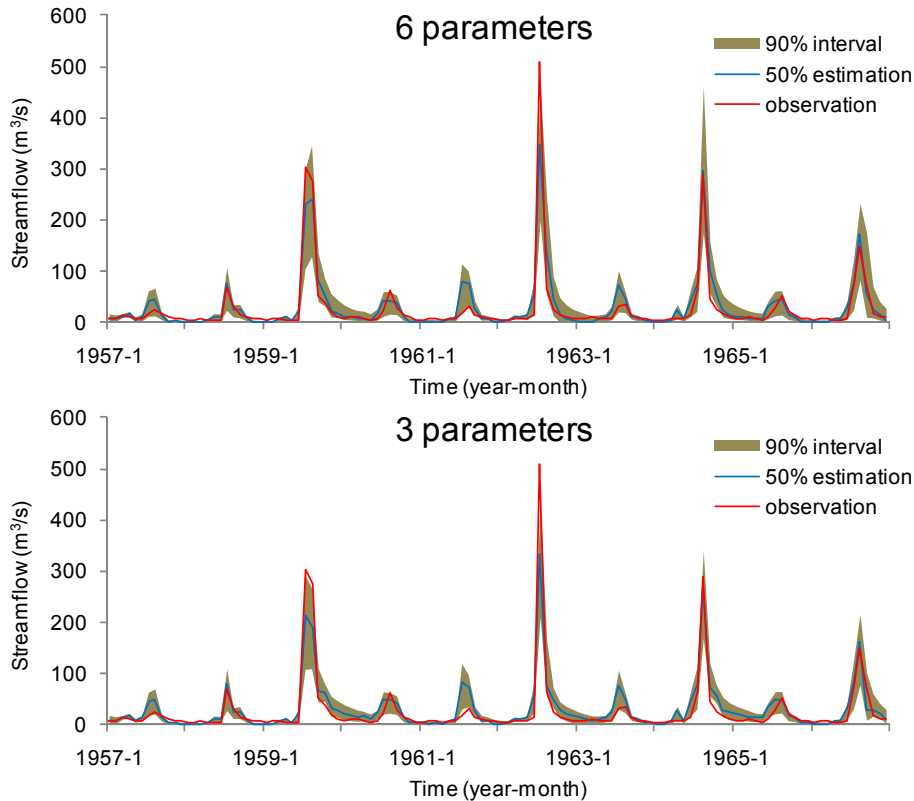 6 parameters
600
500
400
300
200
100
0
Streamflow (m³/s)
90% interval
50% estimation
observation
1957-1 1959-1 1961-1 1963-1 1965-1
Time (year-month)
3 parameters
600
500
400
300
200
100
0
Streamflow (m³/s)
90% interval
50% estimation
observation
1957-1 1959-1 1961-1 1963-1 1965-1
Time (year-month)